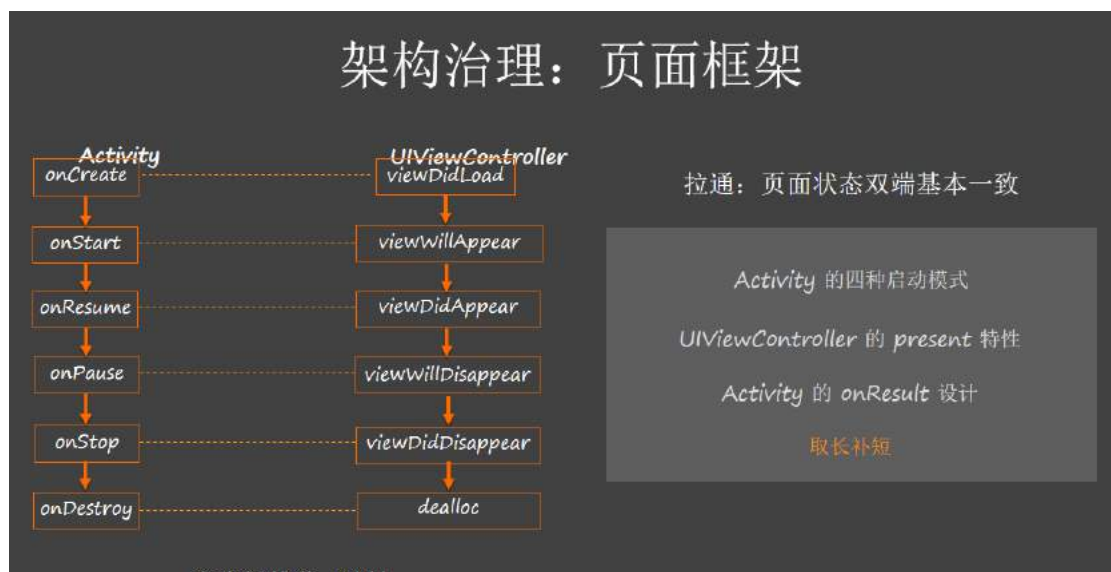 架构治理：页面框架
Activity
UIViewController
onCreate
viewDidLoad
onStart
viewWillAppear
onResume
viewDidAppear
onPause
viewWillDisappear
onStop
viewDidDisappear
onDestroy
dealloc
拉通：页面状态双端基本一致
Activity 的四种启动模式
UIViewController 的 present 特性
Activity 的 onResult 设计
取长补短